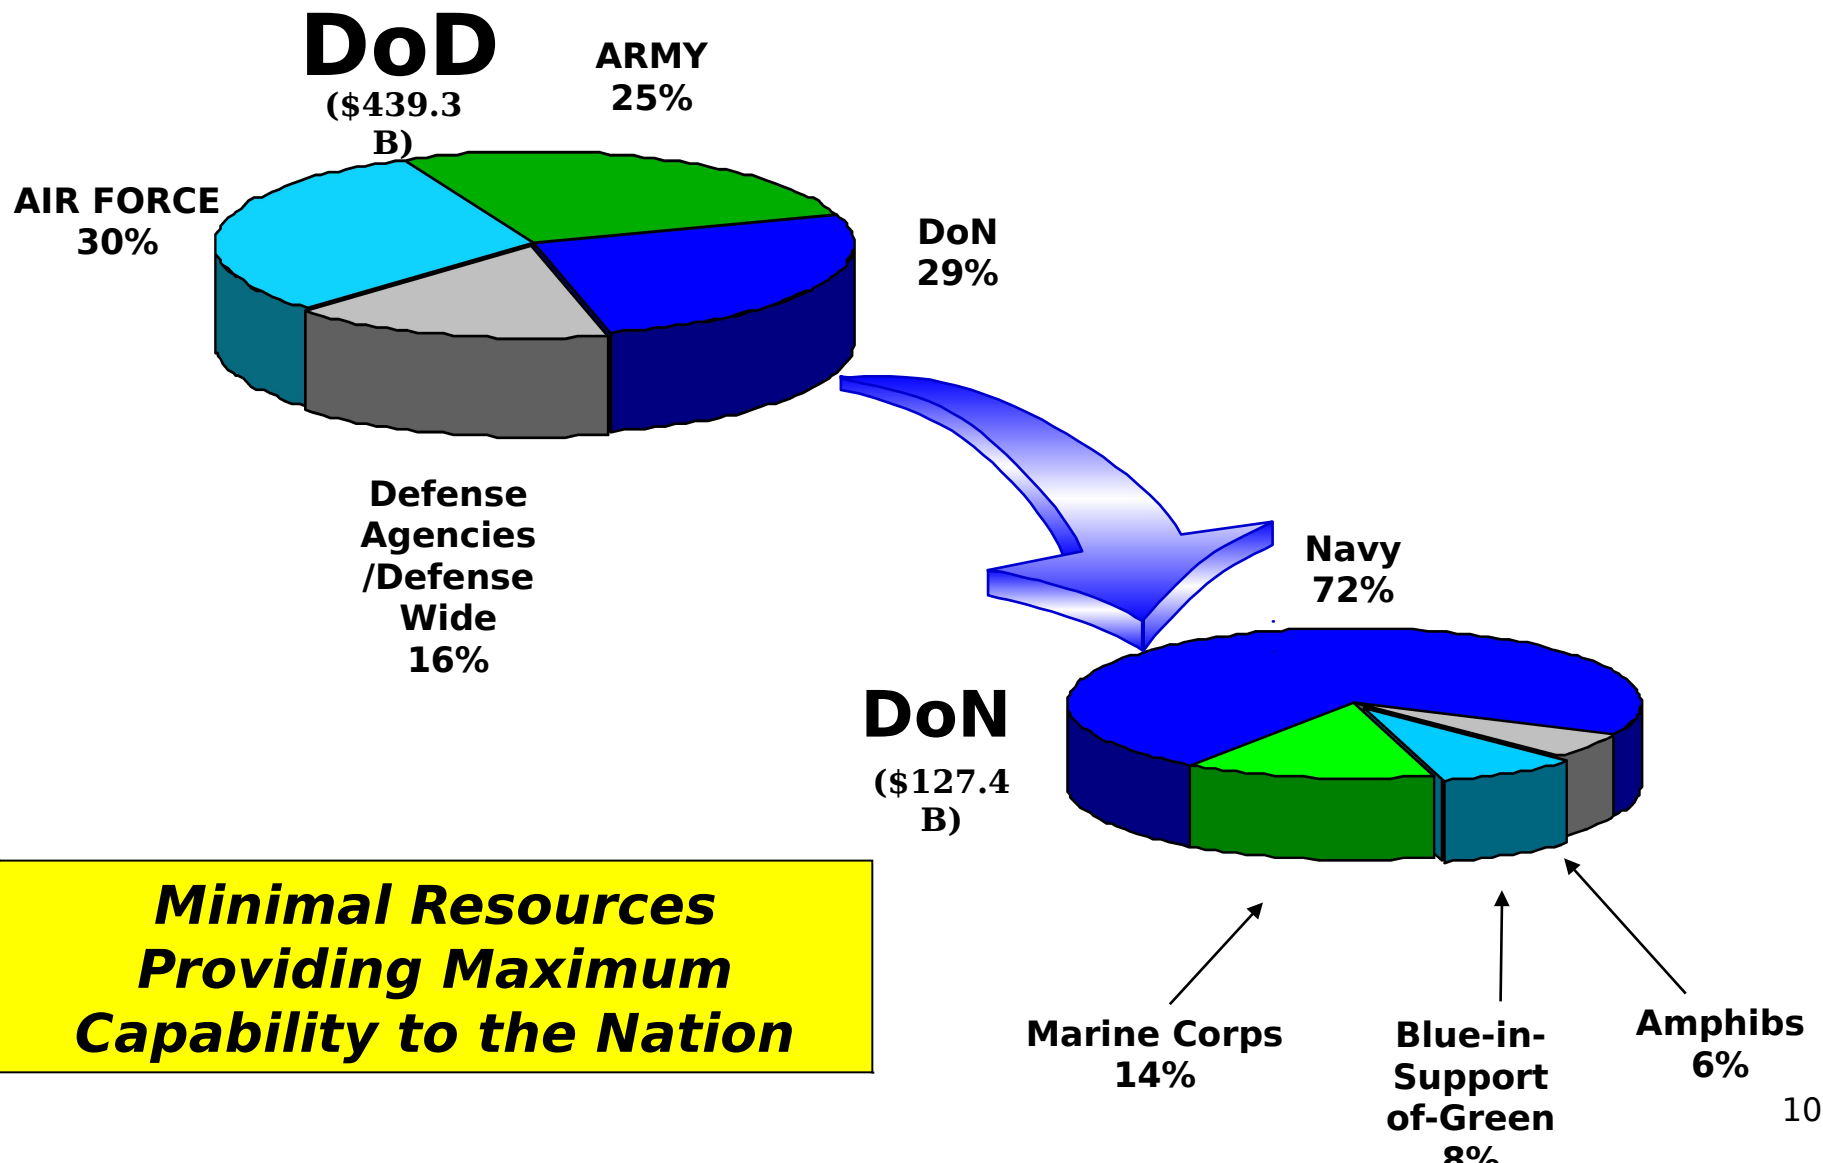 DoD
($439.3
B)
ARMY
25%
AIR FORCE
30%
DoN
29%
Defense
Agencies
/Defense
Wide
16%
Navy
72%
DoN
($127.4
B)
Minimal Resources
Providing Maximum
Capability to the Nation
Marine Corps
14%
Blue-in-
Support
of-Green
8%
Amphibs
6%
10